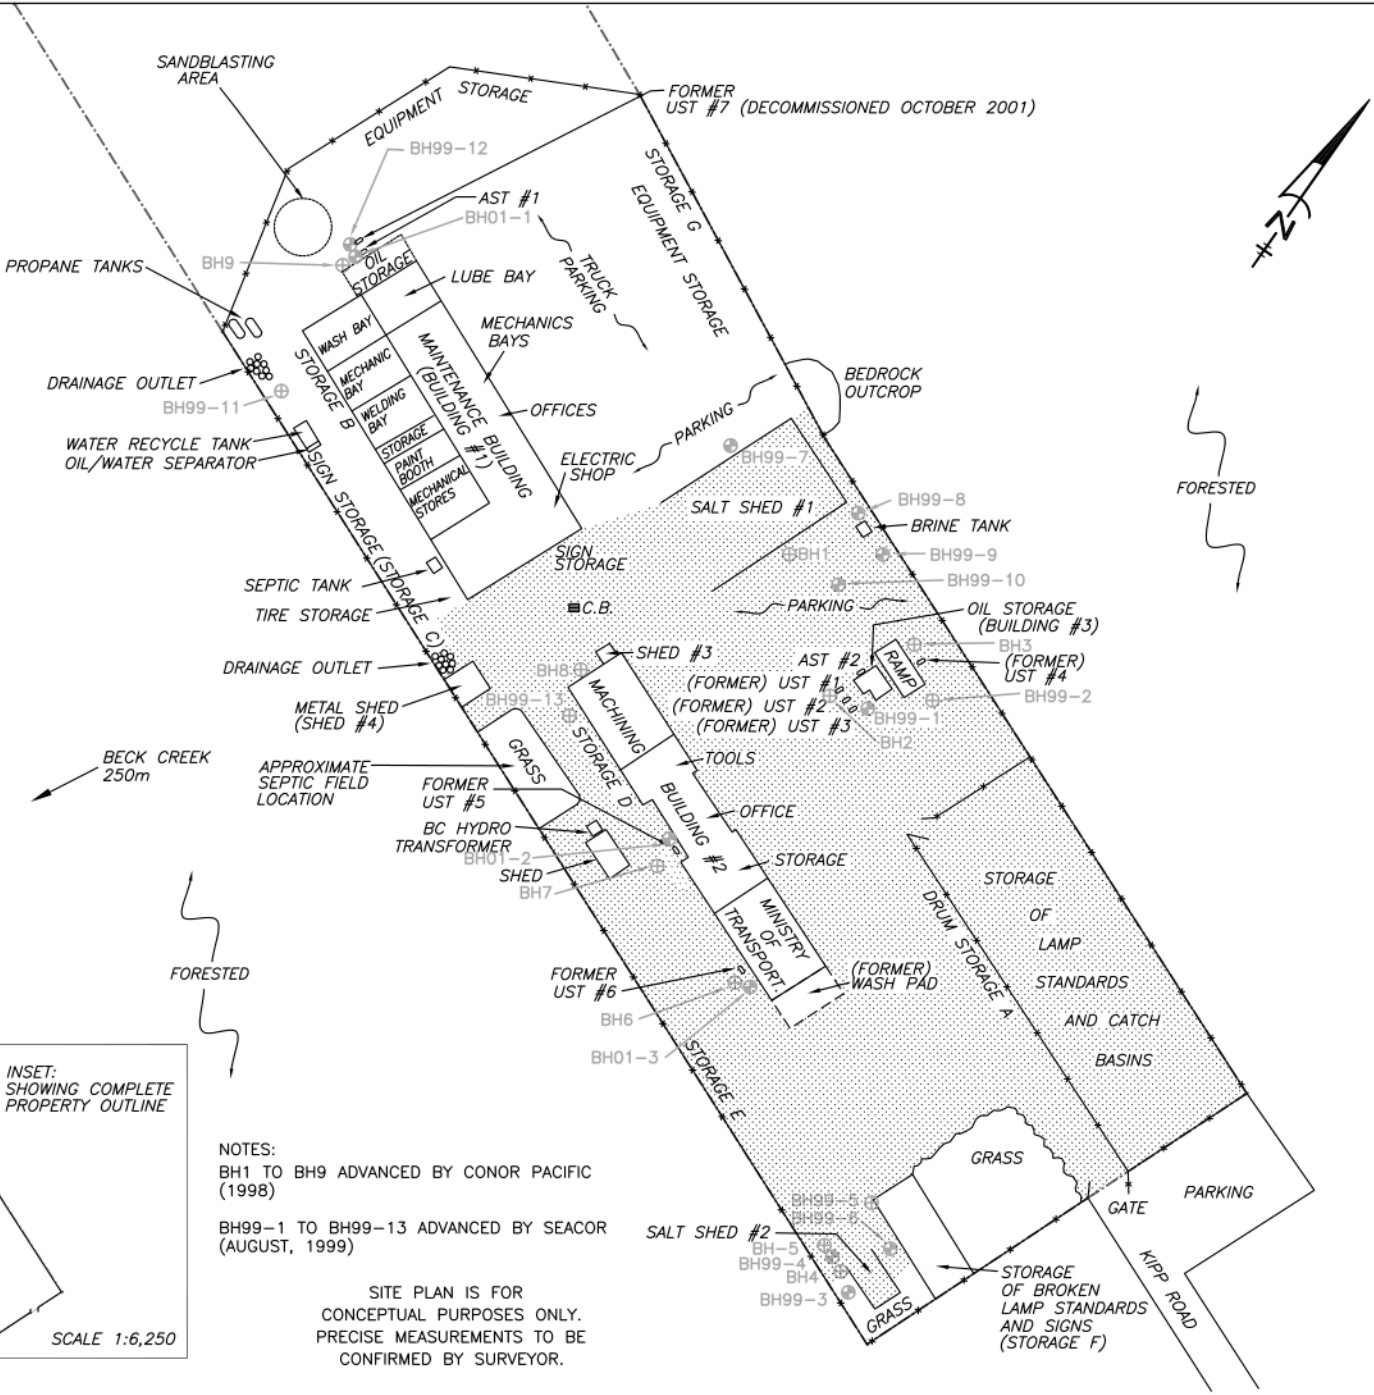 SANDBLASTING
AREA
EQUIPMENT STORAGE
FORMER
UST #7 (DECOMMISSIONED OCTOBER 2001)
BH99-12
AST #1
BH01-1
STORAGE G
EQUIPMENT STORAGE
N
PROPANE TANKS
BH9
OIL
STORAGE
LUBE BAY
TRUCK
PARKING
MECHANICS
BAYS
WASH BAY
MECHANIC
BAY
WELDING
BAY
STORAGE
PAINT
BOOTH
MECHANICAL
STORES
MAINTENANCE BUILDING
(BUILDING #1)
STORAGE B
DRAINAGE OUTLET
BH99-11
OFFICES
BEDROCK
OUTCROP
PARKING
WATER RECYCLE TANK
OIL/WATER SEPARATOR
SIGN STORAGE (STORAGE C)
ELECTRIC
SHOP
BH99-7
SALT SHED #1
BH99-8
BRINE TANK
FORESTED
SIGN
STORAGE
BH1
BH99-9
BH99-10
SEPTIC TANK
TIRE STORAGE
C.B.
PARKING
OIL STORAGE
(BUILDING #3)
DRAINAGE OUTLET
SHED #3
BH8
BH3
AST #2
RAMP
(FORMER)
UST #4
(FORMER) UST #1
(FORMER) UST #2
(FORMER) UST #3
BH99-2
BH99-1
BH2
METAL SHED
(SHED #4)
BH99-13
MACHINING
STORAGE D
GRASS
TOOLS
BECK CREEK
250m
APPROXIMATE
SEPTIC FIELD
LOCATION
FORMER
UST #5
BUILDING #2
OFFICE
BC HYDRO
TRANSFORMER
BH01-2
SHED
BH7
STORAGE
MINISTRY
OF
TRANSPORT.
DRUM STORAGE A
STORAGE
OF
LAMP
STANDARDS
AND CATCH
BASINS
FORESTED
FORMER
UST #6
(FORMER)
WASH PAD
BH6
BH01-3
STORAGE E
INSET:
SHOWING COMPLETE
PROPERTY OUTLINE
SCALE 1:6,250
NOTES:
BH1 TO BH9 ADVANCED BY CONOR PACIFIC
(1998)
BH99-1 TO BH99-13 ADVANCED BY SEACOR
(AUGUST, 1999)
SITE PLAN IS FOR
CONCEPTUAL PURPOSES ONLY.
PRECISE MEASUREMENTS TO BE
CONFIRMED BY SURVEYOR.
GRASS
GATE
PARKING
BH99-5
BH99-6
SALT SHED #2
BH-5
BH99-4
BH4
BH99-3
GRASS
STORAGE
OF BROKEN
LAMP STANDARDS
AND SIGNS
(STORAGE F)
KIPP ROAD